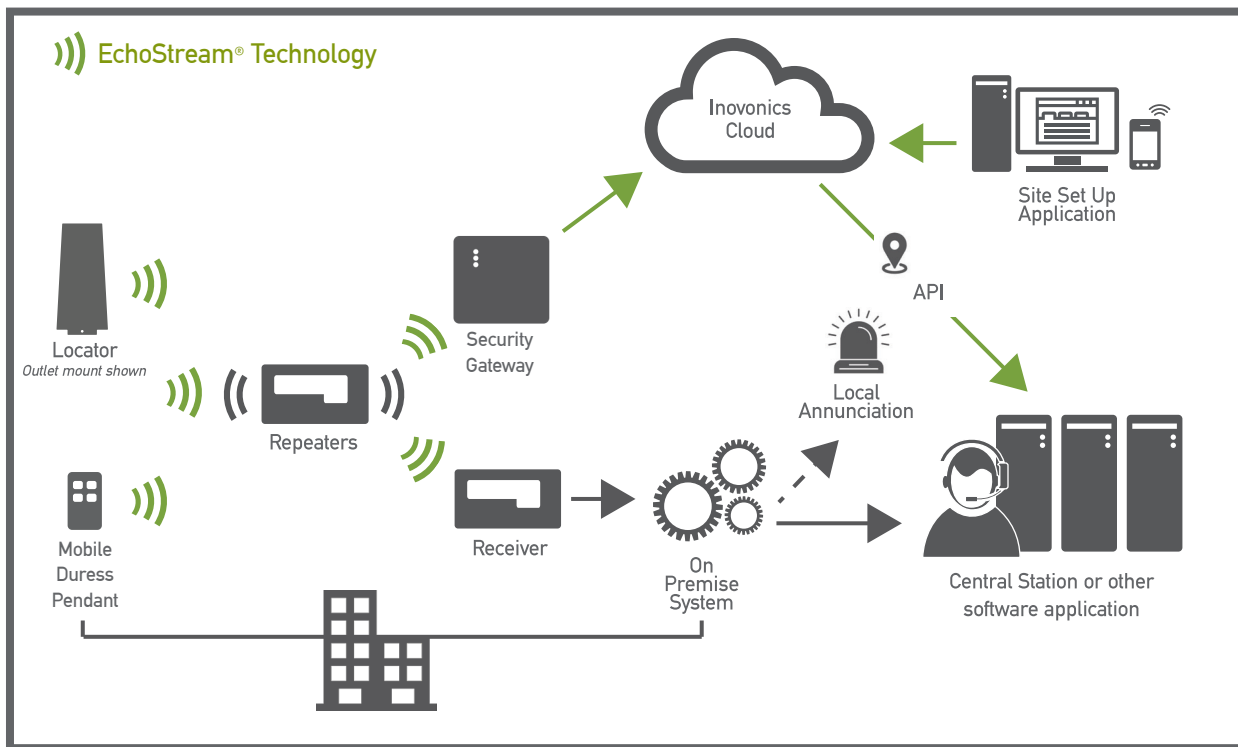 EchoStream® Technology
Inovonics
Cloud
Site Set Up
Application
API
Locator
Outlet mount shown
Security
Gateway
Local
Annunciation
Repeaters
Mobile
Duress
Pendant
Receiver
On
Premise
System
Central Station or other
software application